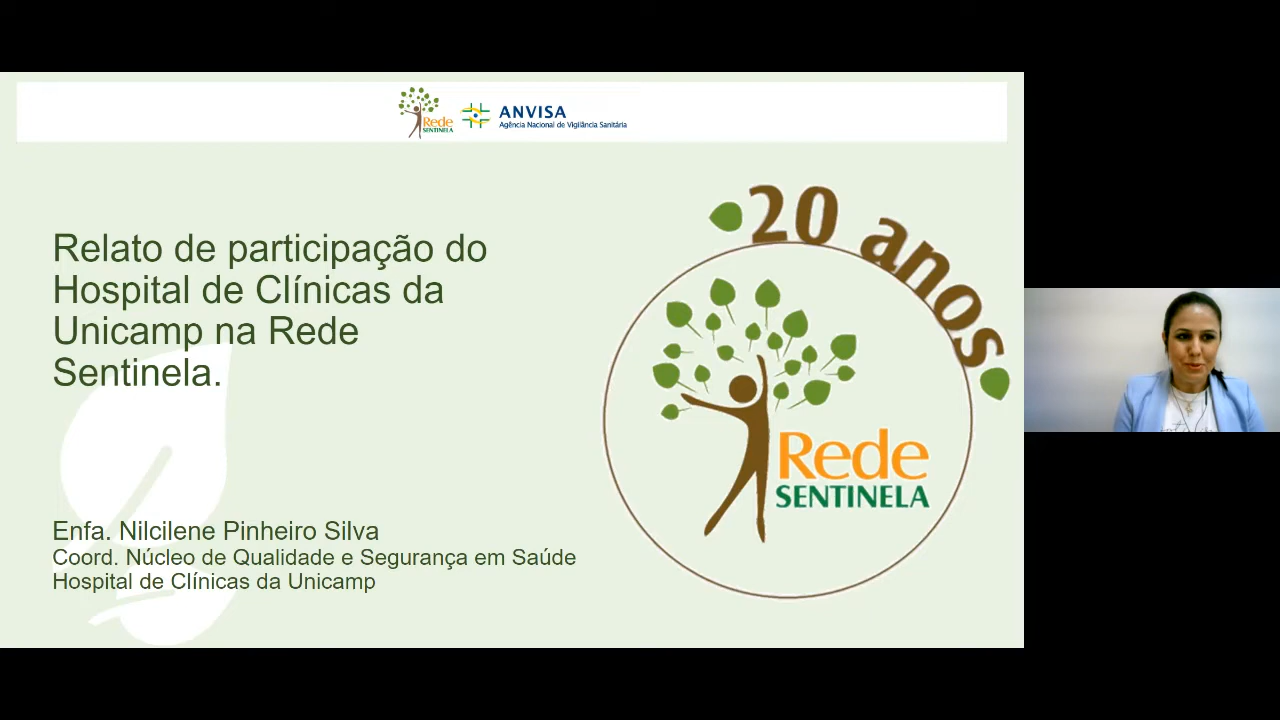 Rede
SENTINELA
ANVISA
Agência Nacional de Vigilância Sanitária
20 anos
Relato de participação do
Hospital de Clínicas da
Unicamp na Rede
Sentinela.
Rede
SENTINELA
Enfa. Nilcilene Pinheiro Silva
Coord. Núcleo de Qualidade e Segurança em Saúde
Hospital de Clínicas da Unicamp